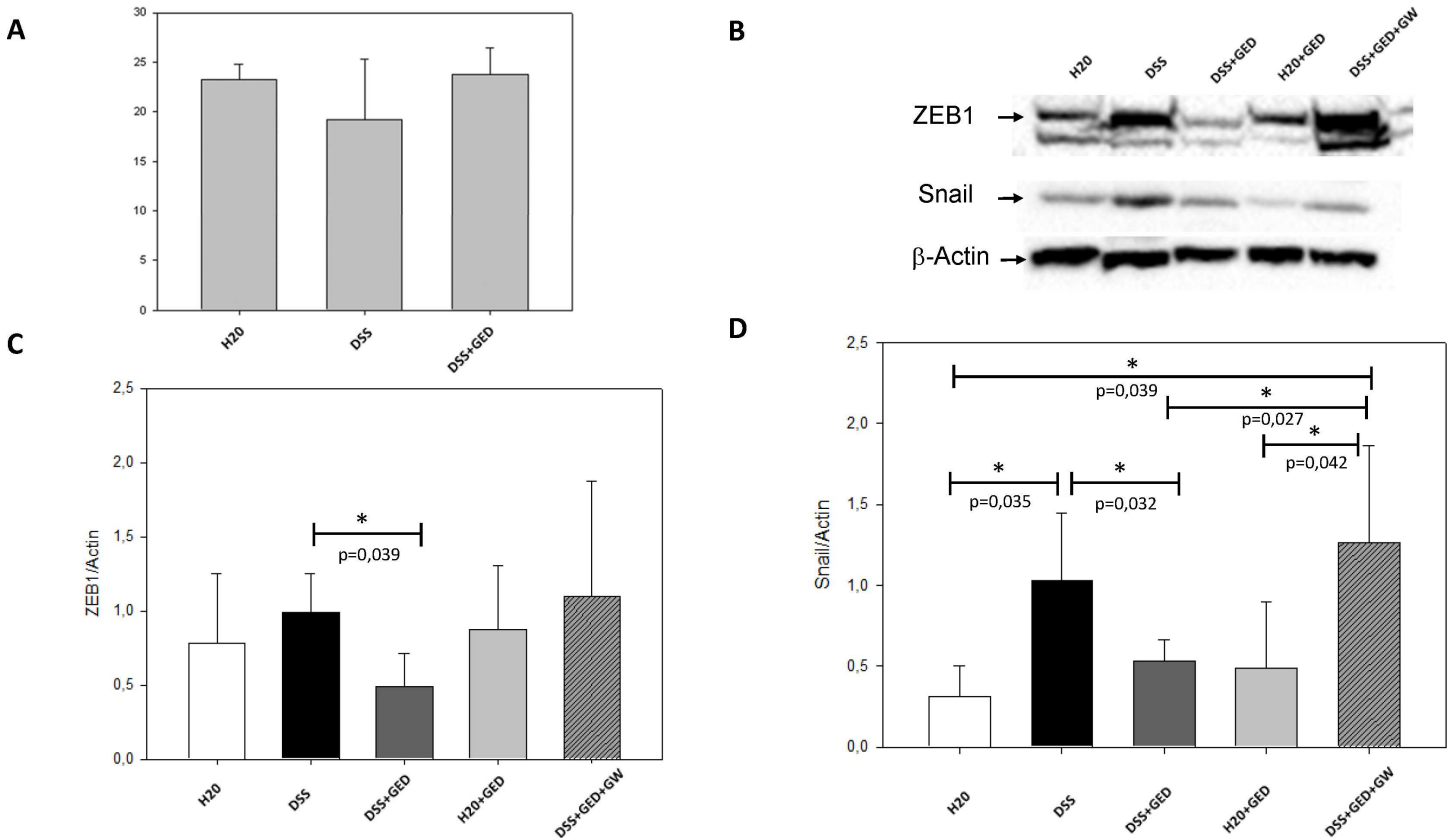 A
30
25
20
15
10
5
0
H20
DSS
DSS+GED
B
H20
DSS
DSS+GED
H20+GED
DSS+GED+GW
ZEB1
Snail
β-Actin
C
ZEB1/Actin
2,5
2,0
1,5
1,0
0,5
0,0
*
p=0,039
H20
DSS
DSS+GED
H20+GED
DSS+GED+GW
D
Snail/Actin
2,5
2,0
1,5
1,0
0,5
0,0
*
p=0,039
*
p=0,027
*
p=0,042
*
p=0,035
*
p=0,032
H20
DSS
DSS+GED
H20+GED
DSS+GED+GW